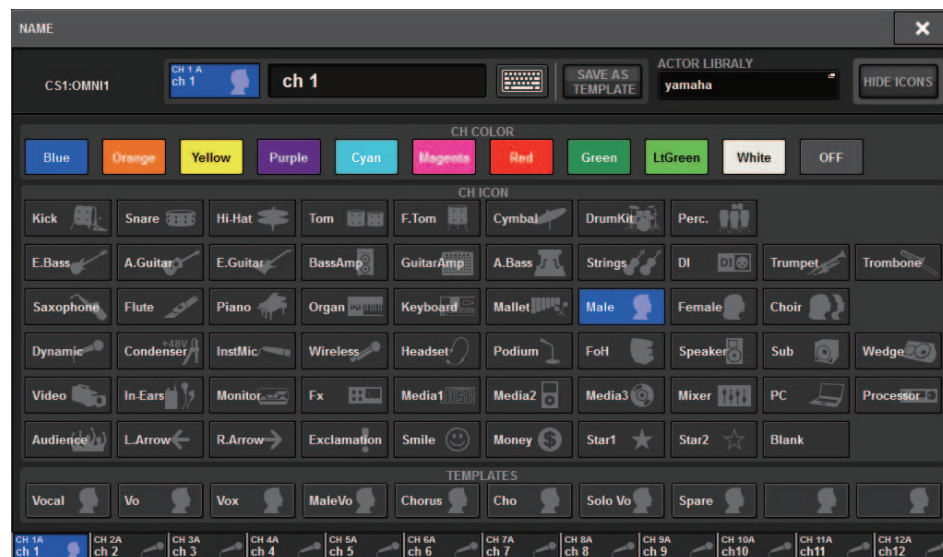 NAME
CS1:OMNI1
CH 1 A
ch 1
ch 1
SAVE AS
TEMPLATE
ACTOR LIBRALY
yamaha
HIDE ICONS
CH COLOR
Blue Orange Yellow Purple Cyan Magenta Red Green LtGreen White OFF
CH ICON
Kick Snare Hi-Hat Tom F.Tom Cymbal DrumKit Perc.
E.Bass A.Guitar E.Guitar BassAmp GuitarAmp A.Bass Strings DI DI Trumpet Trombone
Saxophone Flute Piano Organ Keyboard Mallet Male Female Choir
Dynamic Condenser +48V InstMic Wireless Headset Podium FoH Speaker Sub Wedge
Video In-Ears Monitor Fx Media1 DISC Media2 Media3 Mixer PC Processor
Audience L.Arrow R.Arrow Exclamation Smile Money $ Star1 Star2 Blank
TEMPLATES
Vocal Vo Vox MaleVo Chorus Cho Solo Vo Spare
CH 1A CH 2A CH 3A CH 4A CH 5A CH 6A CH 7A CH 8A CH 9A CH 10A CH 11A CH 12A
ch 1 ch 2 ch 3 ch 4 ch 5 ch 6 ch 7 ch 8 ch 9 ch10 ch11 ch12